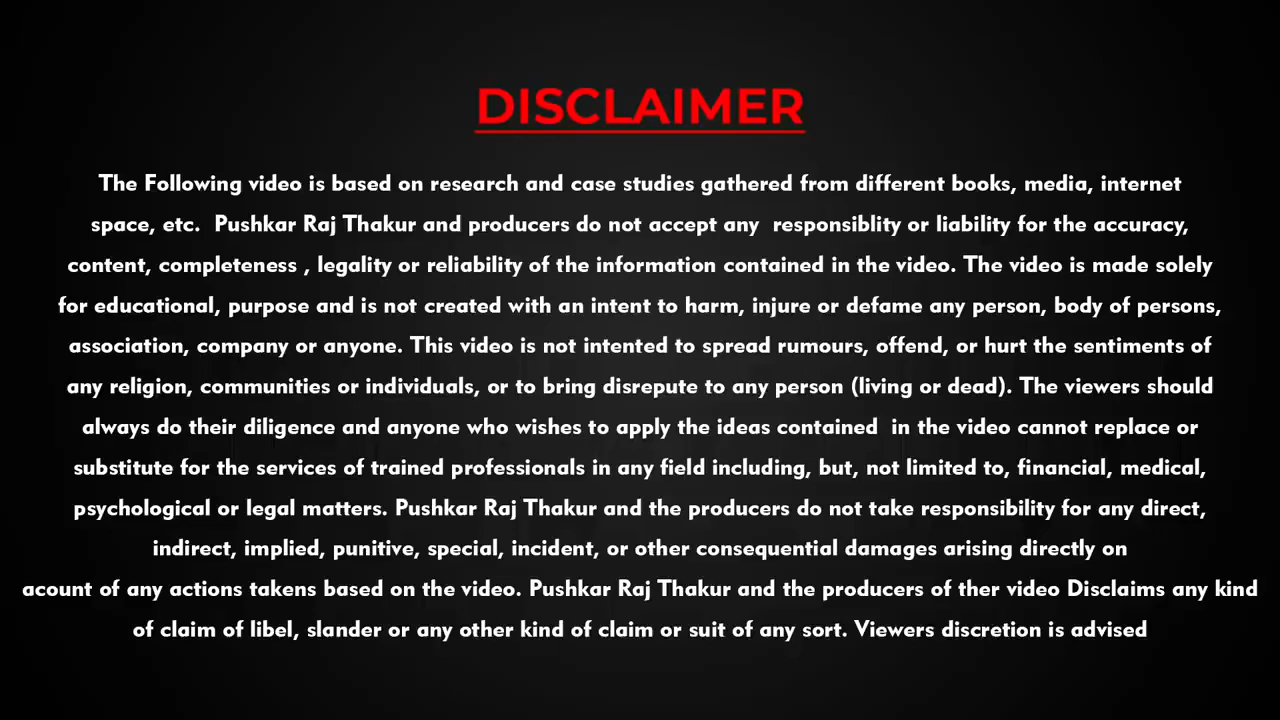 DISCLAIMER
The Following video is based on research and case studies gathered from different books, media, internet
space, etc.  Pushkar Raj Thakur and producers do not accept any  responsiblity or liability for the accuracy,
content, completeness , legality or reliability of the information contained in the video. The video is made solely
for educational, purpose and is not created with an intent to harm, injure or defame any person, body of persons,
association, company or anyone. This video is not intented to spread rumours, offend, or hurt the sentiments of
any religion, communities or individuals, or to bring disrepute to any person (living or dead). The viewers should
always do their diligence and anyone who wishes to apply the ideas contained  in the video cannot replace or
substitute for the services of trained professionals in any field including, but, not limited to, financial, medical,
psychological or legal matters. Pushkar Raj Thakur and the producers do not take responsibility for any direct,
indirect, implied, punitive, special, incident, or other consequential damages arising directly on
acount of any actions takens based on the video. Pushkar Raj Thakur and the producers of ther video Disclaims any kind
of claim of libel, slander or any other kind of claim or suit of any sort. Viewers discretion is advised